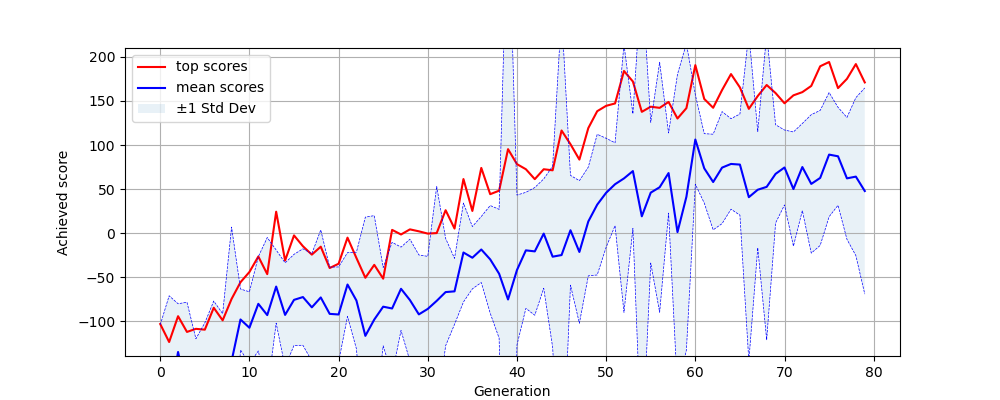 top scores
mean scores
±1 Std Dev
Achieved score
200
150
100
50
0
−50
−100
0 10 20 30 40 50 60 70 80
Generation